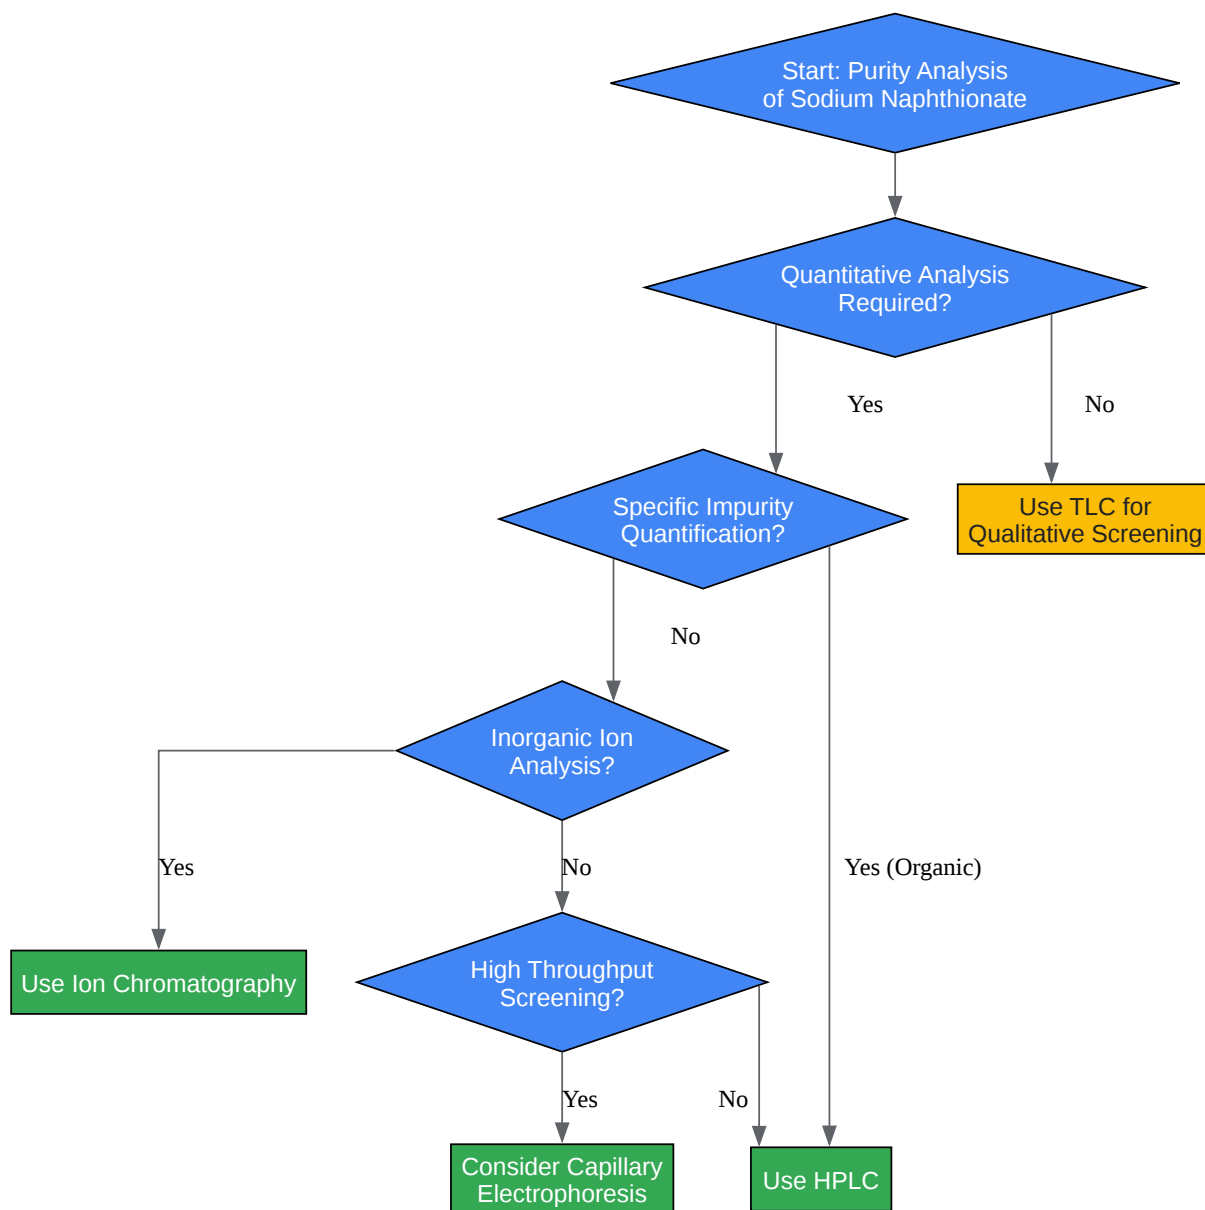 Start: Purity Analysis
of Sodium Naphthionate
Quantitative Analysis
Required?
Yes
No
Specific Impurity
Quantification?
Use TLC for
Qualitative Screening
No
Inorganic Ion
Analysis?
Yes
No
Yes (Organic)
Use Ion Chromatography
High Throughput
Screening?
Yes
No
Consider Capillary
Electrophoresis
Use HPLC